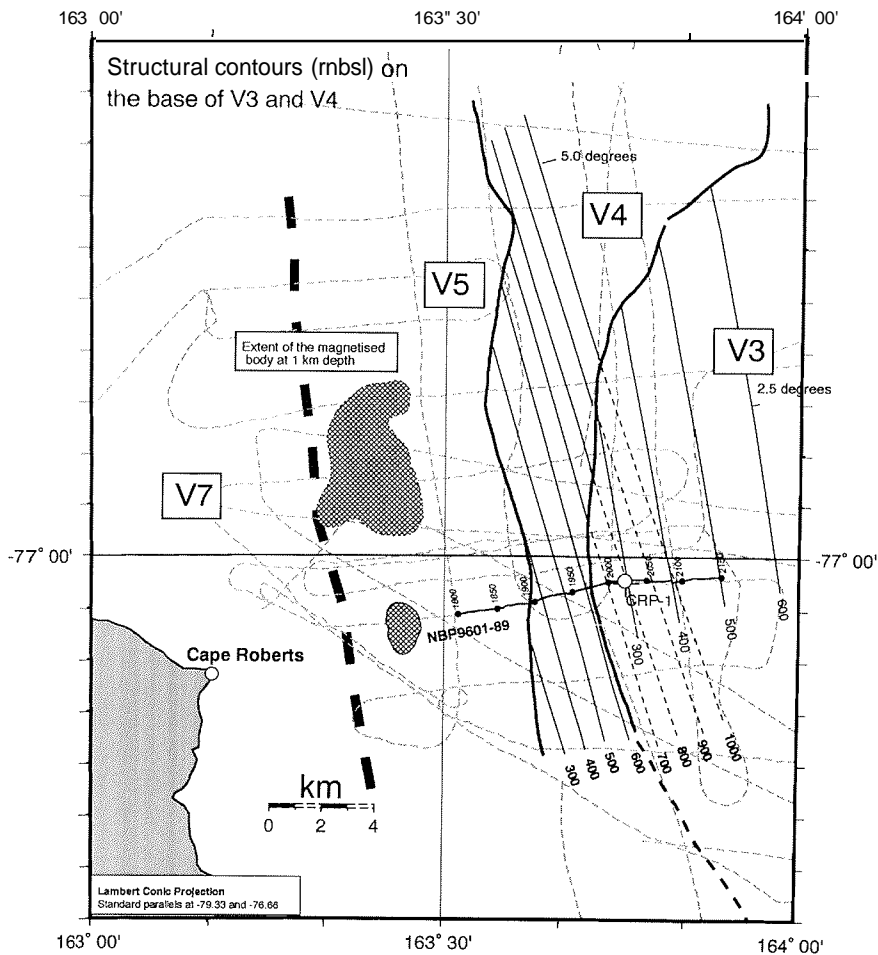 163° 00'
163° 30'
164° 00'
Structural contours (rnbsl) on
the base of V3 and V4
5.0 degrees
V4
V5
V3
Extent of the magnetised
body at 1 km depth
2.5 degrees
V7
-77° 00'
-77° 00'
1800
1850
1900
1950
2000
2050
2100
2150
CRP-1
NBP9601-89
300
400
500
600
Cape Roberts
300
400
500
600
700
800
900
1000
km
0 2 4
Lambert Conic Projection
Standard parallels at -79.33 and -76.66
163° 00'
163° 30'
164° 00'